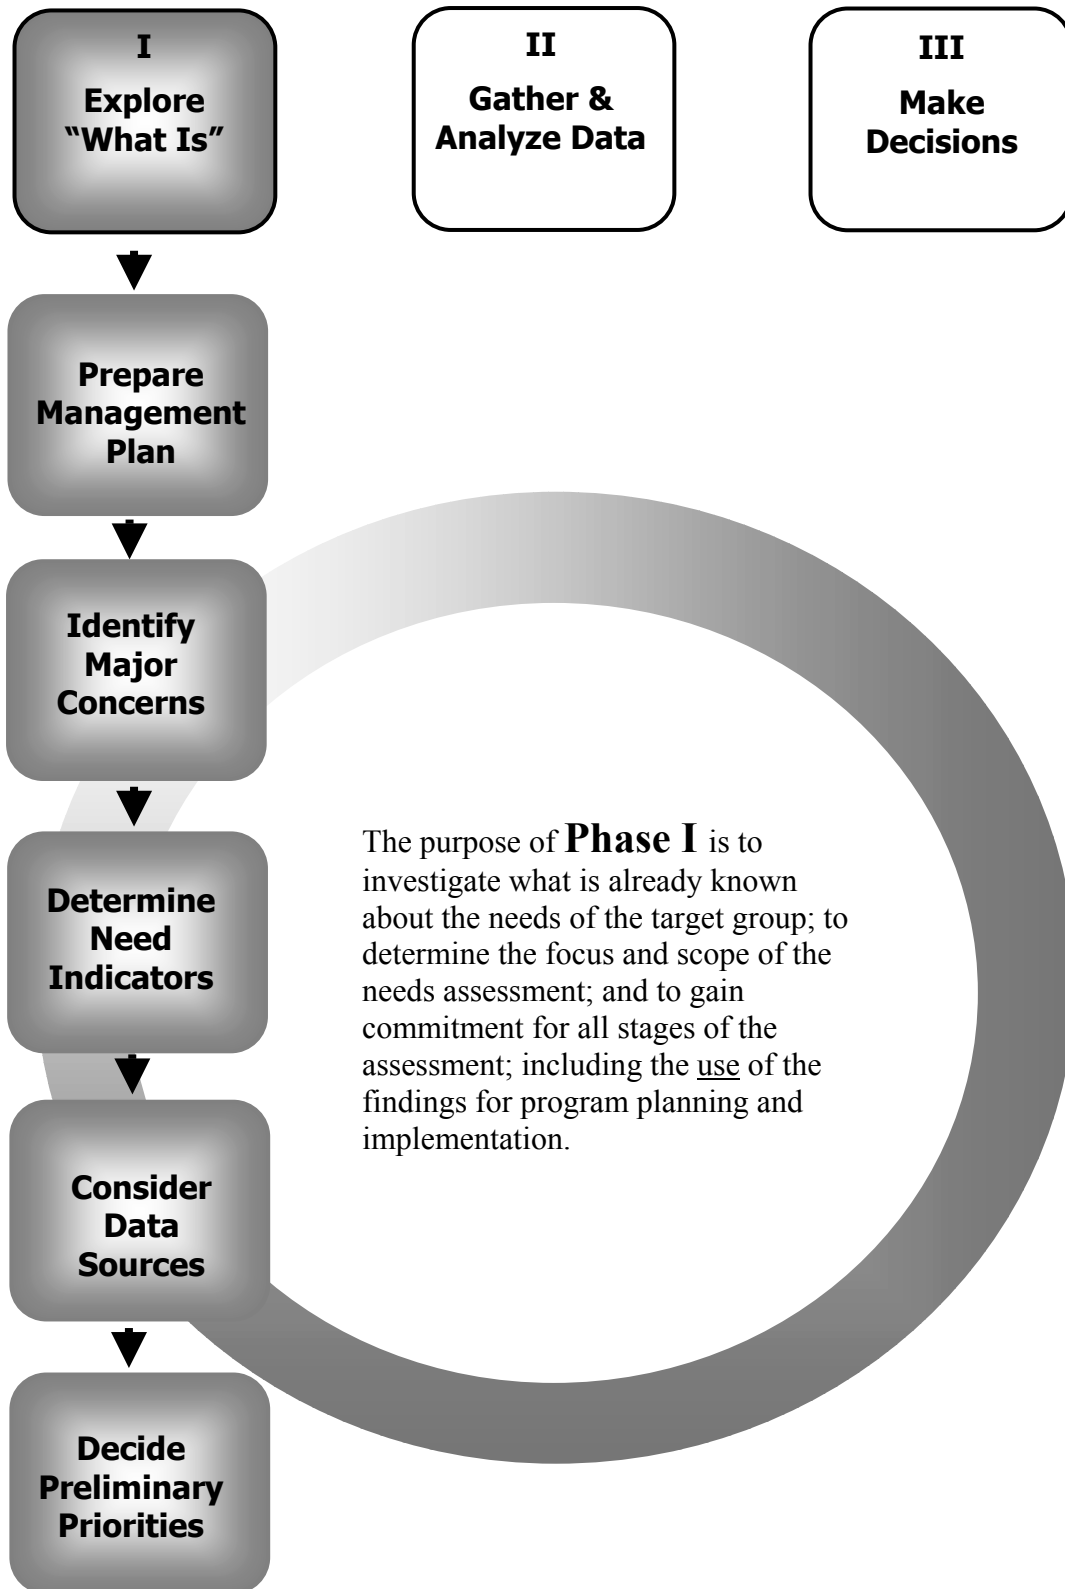 I
Explore
“What Is”
II
Gather &
Analyze Data
III
Make
Decisions
Prepare
Management
Plan
Identify
Major
Concerns
Determine
Need
Indicators
Consider
Data
Sources
Decide
Preliminary
Priorities
The purpose of Phase I is to
investigate what is already known
about the needs of the target group; to
determine the focus and scope of the
needs assessment; and to gain
commitment for all stages of the
assessment; including the use of the
findings for program planning and
implementation.